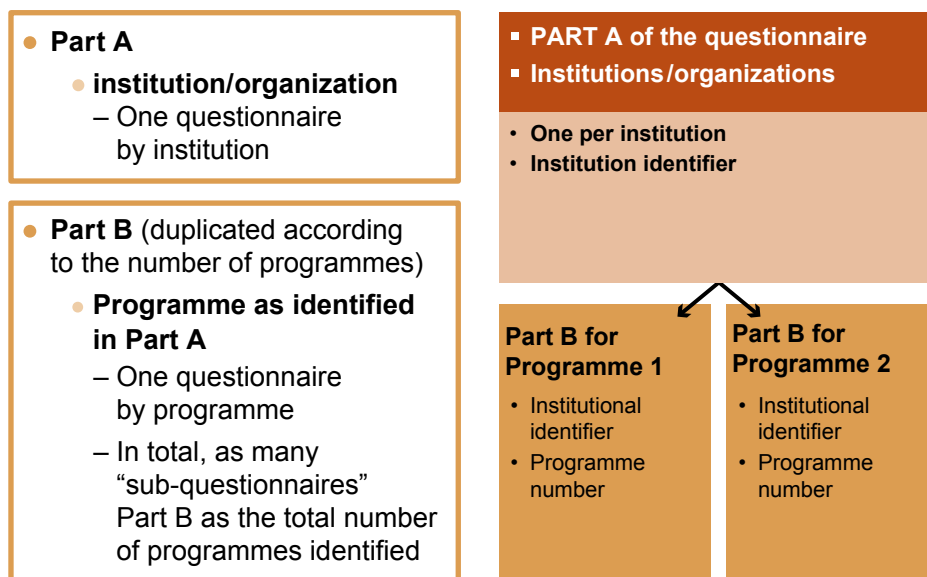 ● Part A
● institution/organization
– One questionnaire
by institution
● Part B (duplicated according
to the number of programmes)
● Programme as identified
in Part A
– One questionnaire
by programme
– In total, as many
“sub-questionnaires”
Part B as the total number
of programmes identified
▪ PART A of the questionnaire
▪ Institutions/organizations
• One per institution
• Institution identifier
Part B for
Programme 1
• Institutional
identifier
• Programme
number
Part B for
Programme 2
• Institutional
identifier
• Programme
number